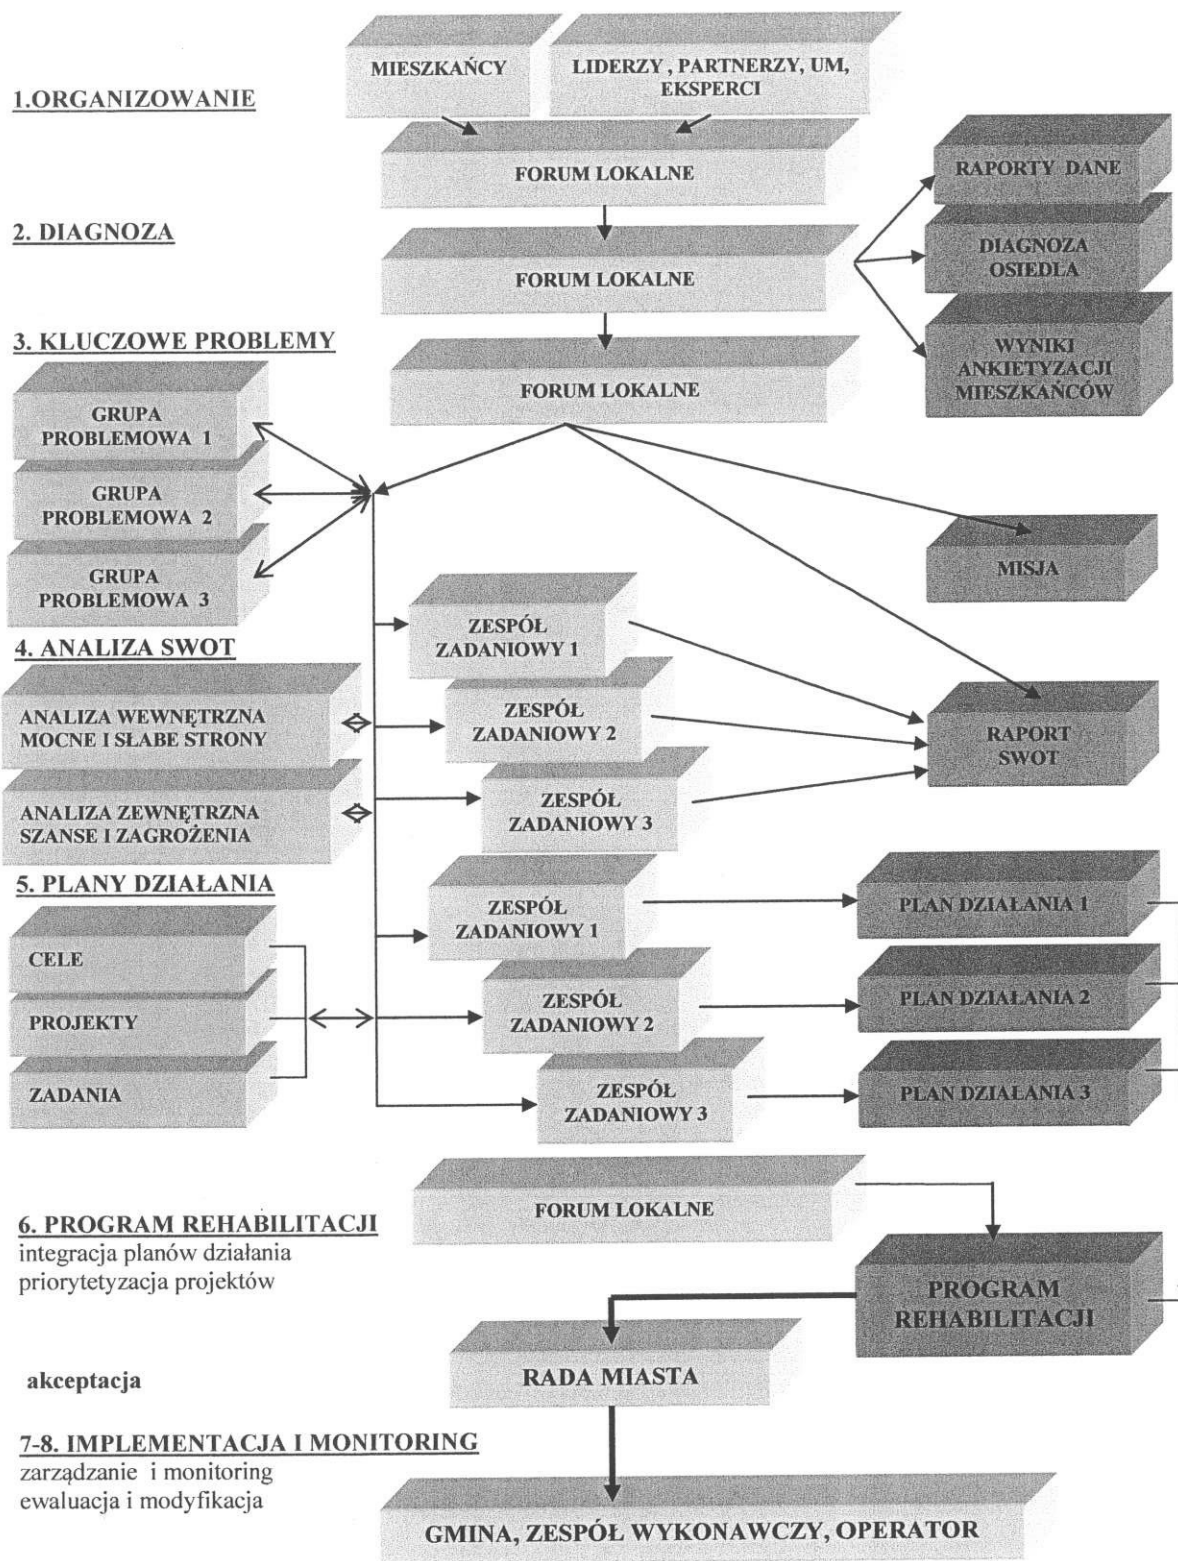 MIESZKAŃCY
LIDERZY , PARTNERZY, UM,
EKSPERCI
1.ORGANIZOWANIE
FORUM LOKALNE
RAPORTY DANE
2. DIAGNOZA
FORUM LOKALNE
DIAGNOZA
OSIEDLA
3. KLUCZOWE PROBLEMY
FORUM LOKALNE
WYNIKI
ANKIETYZACJI
MIESZKAŃCÓW
GRUPA
PROBLEMOWA 1
GRUPA
PROBLEMOWA 2
GRUPA
PROBLEMOWA 3
MISJA
ZESPÓŁ
ZADANIOWY 1
4. ANALIZA SWOT
ANALIZA WEWNĘTRZNA
MOCNE I SŁABE STRONY
ZESPÓŁ
ZADANIOWY 2
RAPORT
SWOT
ANALIZA ZEWNĘTRZNA
SZANSE I ZAGROŻENIA
ZESPÓŁ
ZADANIOWY 3
5. PLANY DZIAŁANIA
ZESPÓŁ
ZADANIOWY 1
PLAN DZIAŁANIA 1
CELE
PROJEKTY
ZESPÓŁ
ZADANIOWY 2
PLAN DZIAŁANIA 2
ZADANIA
ZESPÓŁ
ZADANIOWY 3
PLAN DZIAŁANIA 3
FORUM LOKALNE
6. PROGRAM REHABILITACJI
integracja planów działania
priorytetyzacja projektów
PROGRAM
REHABILITACJI
akceptacja
RADA MIASTA
7-8. IMPLEMENTACJA I MONITORING
zarządzanie i monitoring
ewaluacja i modyfikacja
GMINA, ZESPÓŁ WYKONAWCZY, OPERATOR